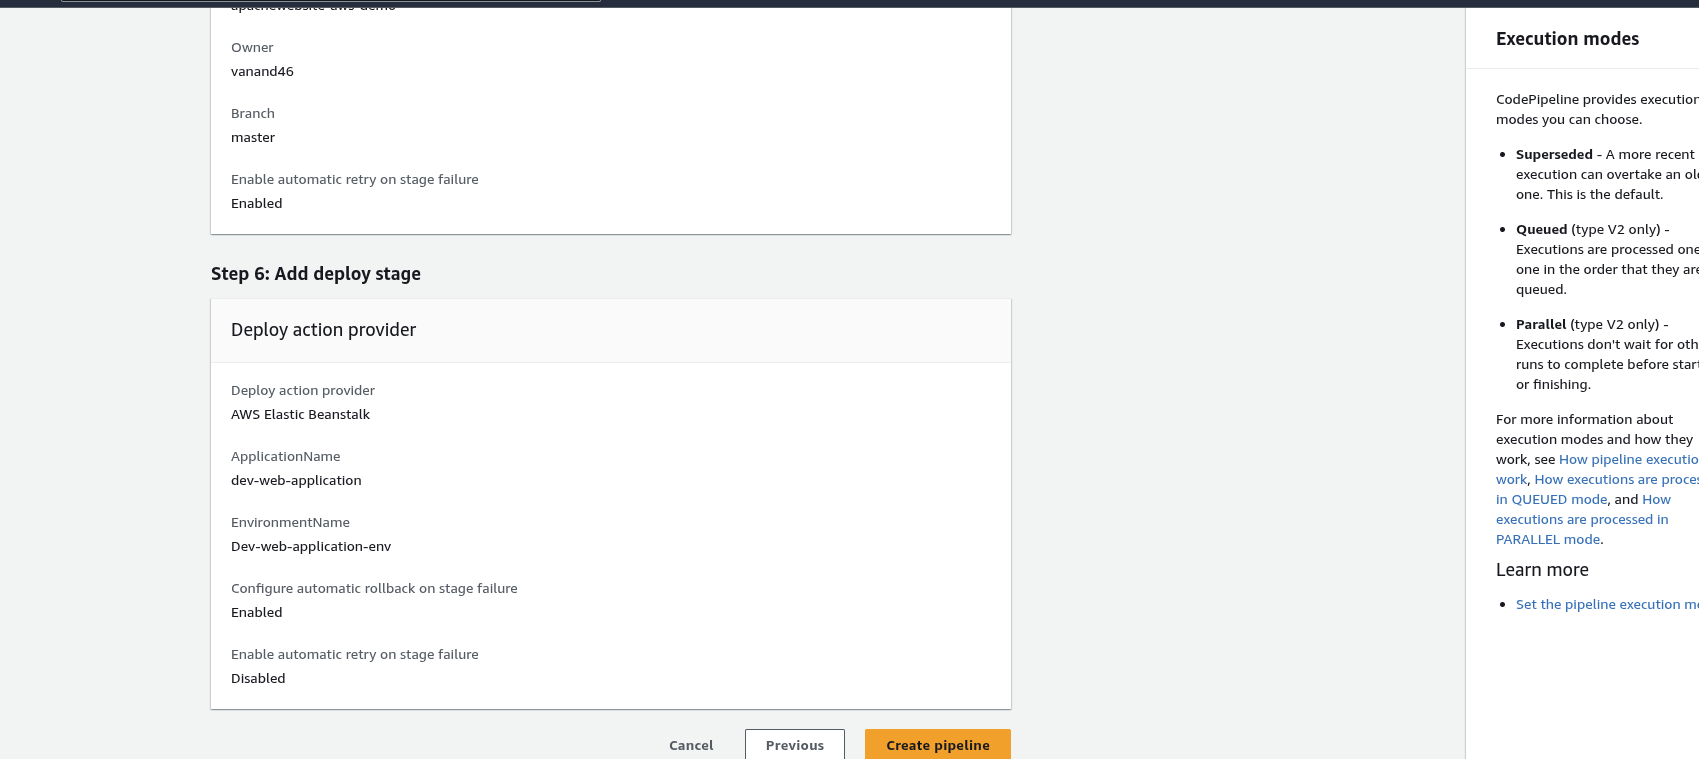 apachewebsite-aws-demo
Owner
vanand46
Branch
master
Enable automatic retry on stage failure
Enabled
Step 6: Add deploy stage
Deploy action provider
Deploy action provider
AWS Elastic Beanstalk
ApplicationName
dev-web-application
EnvironmentName
Dev-web-application-env
Configure automatic rollback on stage failure
Enabled
Enable automatic retry on stage failure
Disabled
Cancel
Previous
Create pipeline
Execution modes
CodePipeline provides execution
modes you can choose.
Superseded - A more recent
execution can overtake an
one. This is the default.
Queued (type V2 only) -
Executions are processed one
one in the order that they are
queued.
Parallel (type V2 only) -
Executions don't wait for
runs to complete before start
or finishing.
For more information about
execution modes and how they
work, see How pipeline
work, How executions are
in QUEUED mode, and How
executions are processed in
PARALLEL mode.
Learn more
Set the pipeline execution